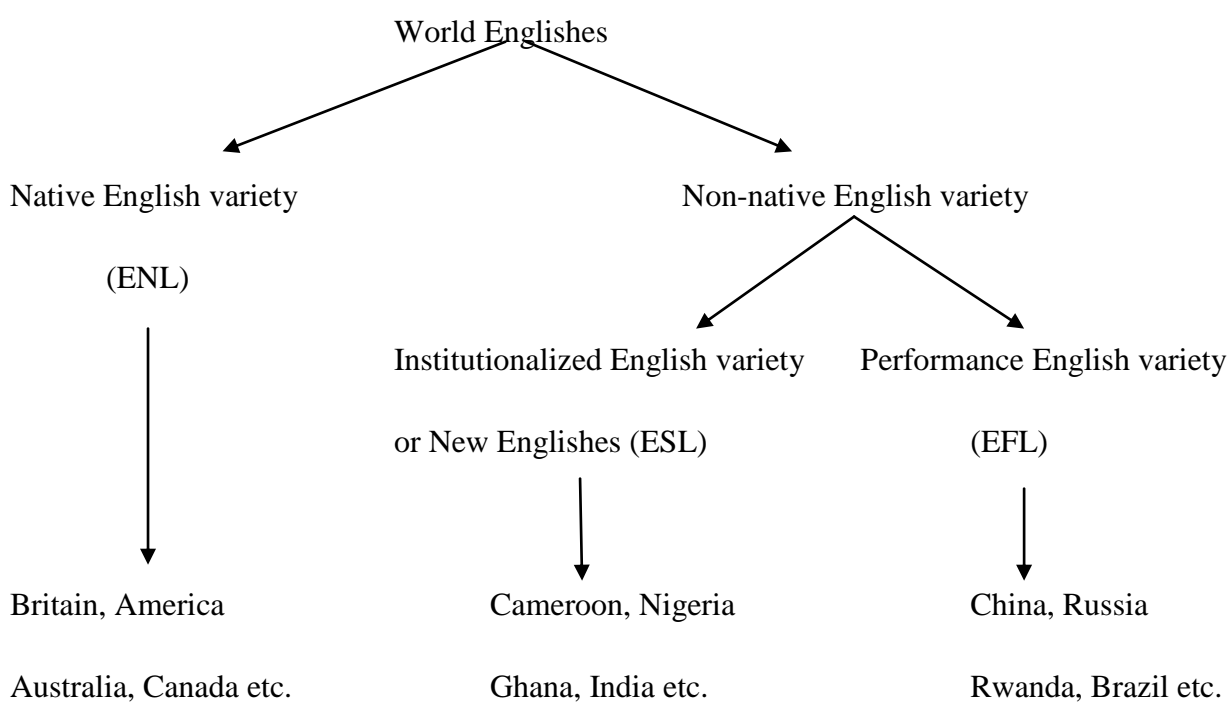 World Englishes
Native English variety
Non-native English variety
(ENL)
Institutionalized English variety
Performance English variety
or New Englishes (ESL)
(EFL)
Britain, America
Cameroon, Nigeria
China, Russia
Australia, Canada etc.
Ghana, India etc.
Rwanda, Brazil etc.